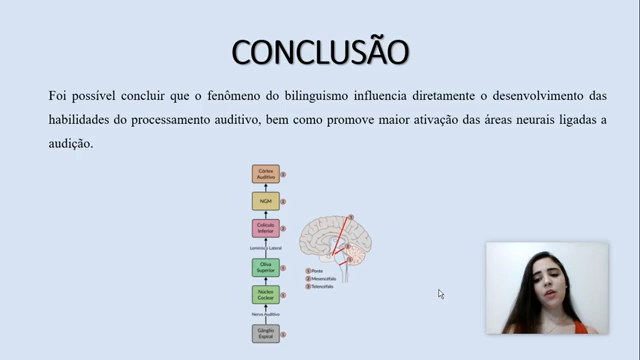 CONCLUSÃO
Foi possível concluir que o fenômeno do bilinguismo influencia diretamente o desenvolvimento das
habilidades do processamento auditivo, bem como promove maior ativação das áreas neurais ligadas a
audição.
Córtex
Auditivo
NGM
Colículo
Inferior
Lemnisco Lateral
Oliva
Superior
Núcleo
Coclear
Nervo Auditivo
Gânglio
Espiral
Ponte
Mesencéfalo
Telencéfalo